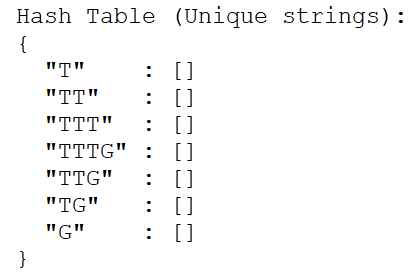 Hash Table (Unique strings):
{
  "T"    : []
  "TT"   : []
  "TTT"  : []
  "TTTG" : []
  "TTG"  : []
  "TG"   : []
  "G"    : []
}